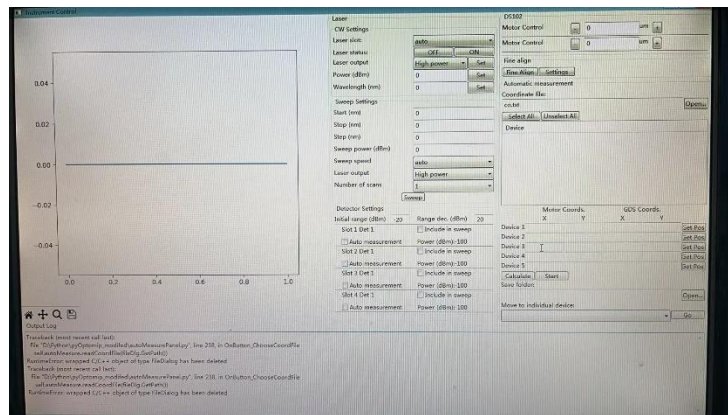 Instrument Control
0.04
0.02
0.00
-0.02
-0.04
0.0 0.2 0.4 0.6 0.8 1.0
Laser
CW Settings
Laser slot: auto
Laser status: OFF ON
Laser output High power Set
Power (dBm) 0 Set
Wavelength (nm) 0 Set
Sweep Settings
Start (nm) 0
Stop (nm) 0
Step (nm) 0
Sweep power (dBm) 0
Sweep speed auto
Laser output High power
Number of scans 1
Sweep
Detector Settings
Initial range (dBm) -20 Range dec. (dBm) 20
Slot 1 Det 1 Include in sweep
Auto measurement Power (dBm):-100
Slot 2 Det 1 Include in sweep
Auto measurement Power (dBm):-100
Slot 3 Det 1 Include in sweep
Auto measurement Power (dBm):-100
Slot 4 Det 1 Include in sweep
Auto measurement Power (dBm):-100
DS102
Motor Control - 0 um +
Motor Control - 0 um +
Fine align
Fine Align Settings
Automatic measurement
Coordinate file:
co.txt Open...
Select All Unselect All
Device
Motor Coords. GDS Coords.
X Y X Y
Device 1 Get Pos
Device 2 Get Pos
Device 3 Get Pos
Device 4 Get Pos
Device 5 Get Pos
Calculate Start
Save folder:
Open...
Move to individual device
Go
Output Log
Traceback (most recent call last):
File "D:\Python\pyOptomip_modified\autoMeasurePanel.py", line 238, in OnButton_ChooseCoordFile
self.autoMeasure.readCoordFile(fileDlg.GetPath())
RuntimeError: wrapped C/C++ object of type FileDialog has been deleted
Traceback (most recent call last):
File "D:\Python\pyOptomip_modified\autoMeasurePanel.py", line 238, in OnButton_ChooseCoordFile
self.autoMeasure.readCoordFile(fileDlg.GetPath())
RuntimeError: wrapped C/C++ object of type FileDialog has been deleted